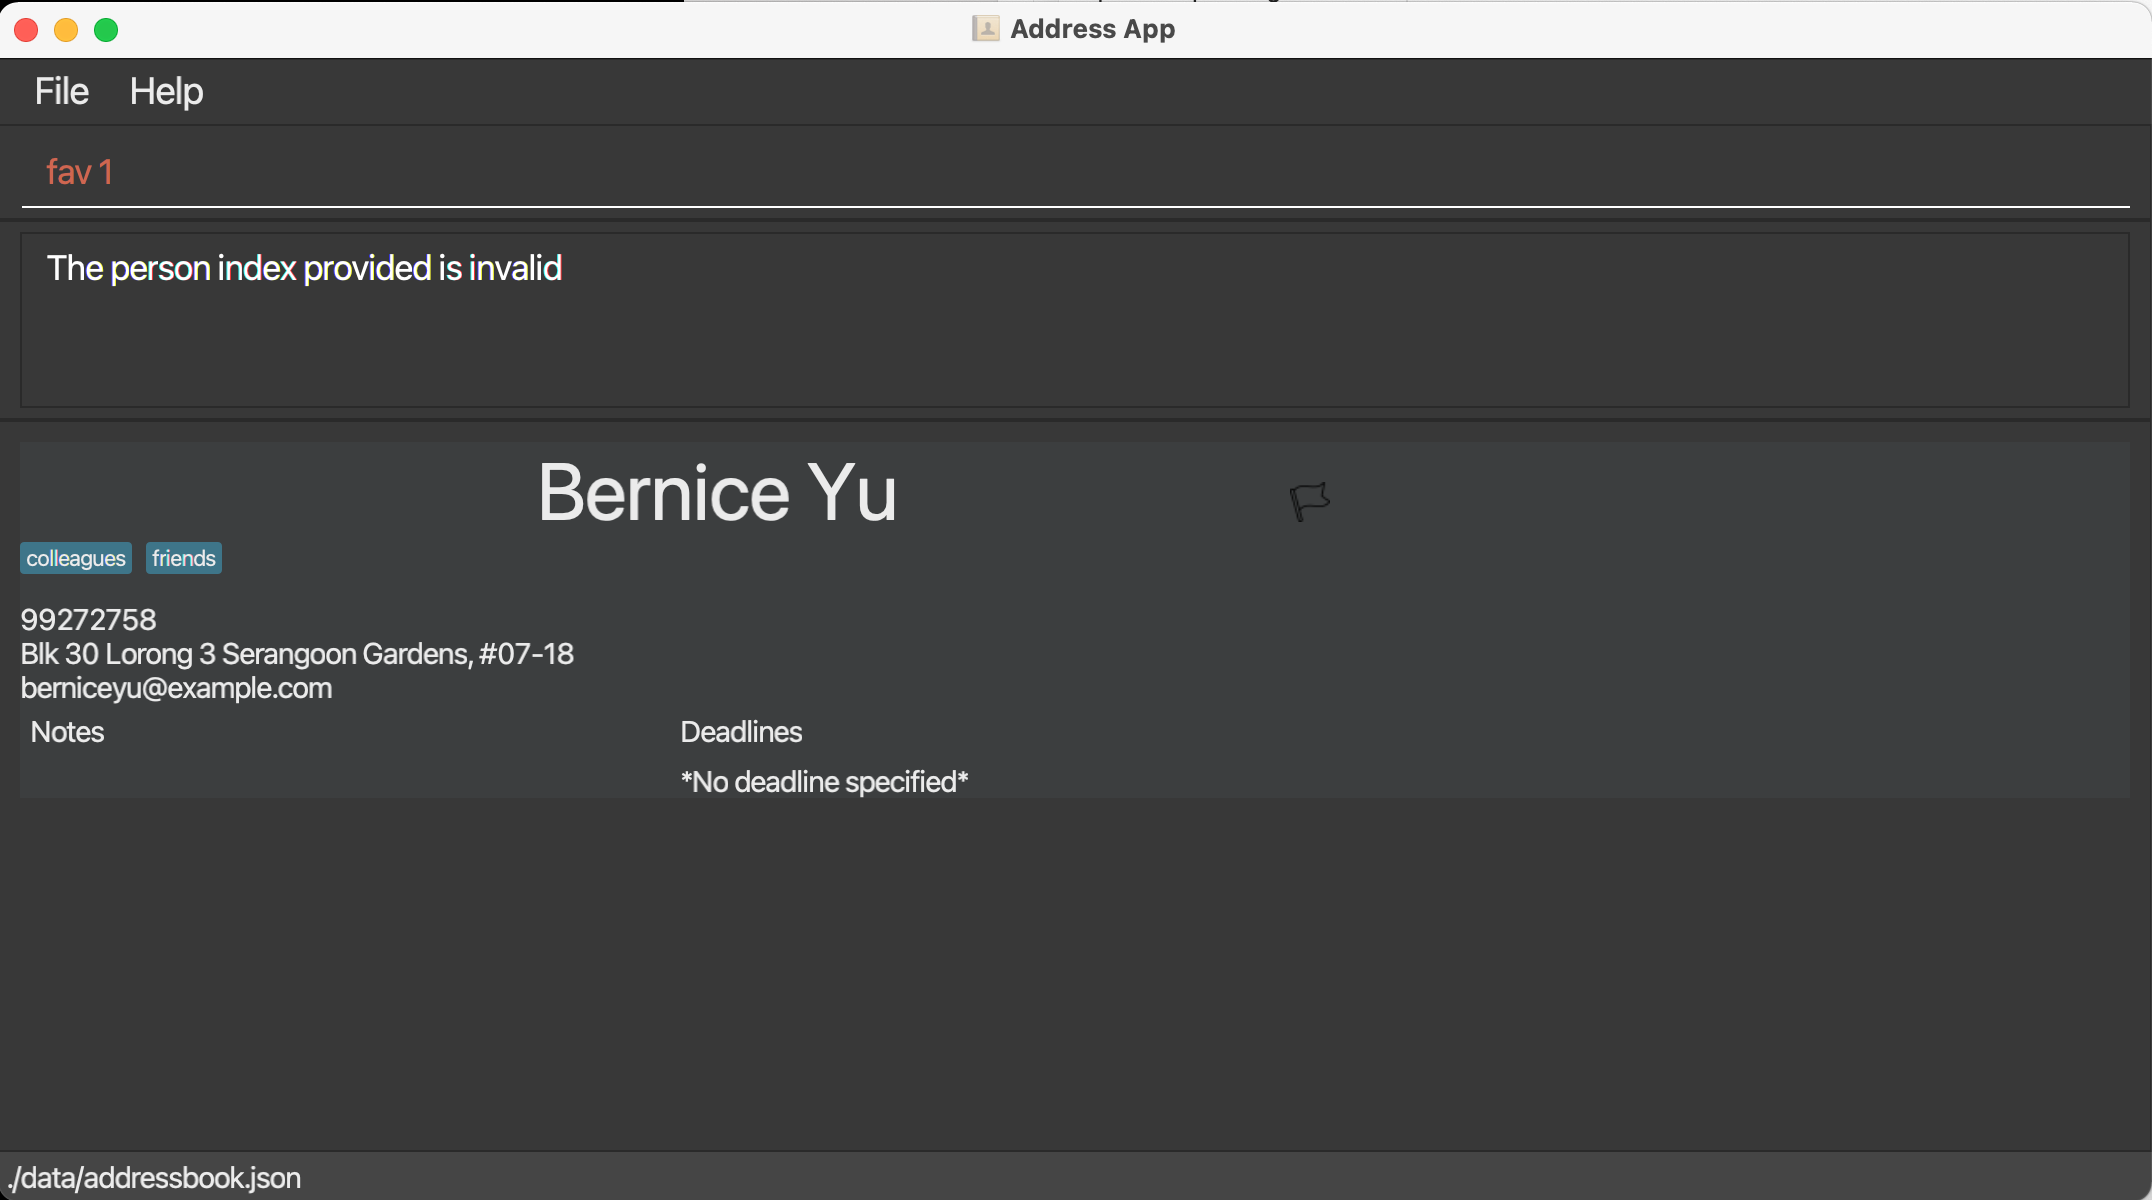 Address App
File Help
fav 1
The person index provided is invalid
Bernice Yu
colleagues friends
99272758
Blk 30 Lorong 3 Serangoon Gardens, #07-18
berniceyu@example.com
Notes Deadlines
*No deadline specified*
./data/addressbook.json